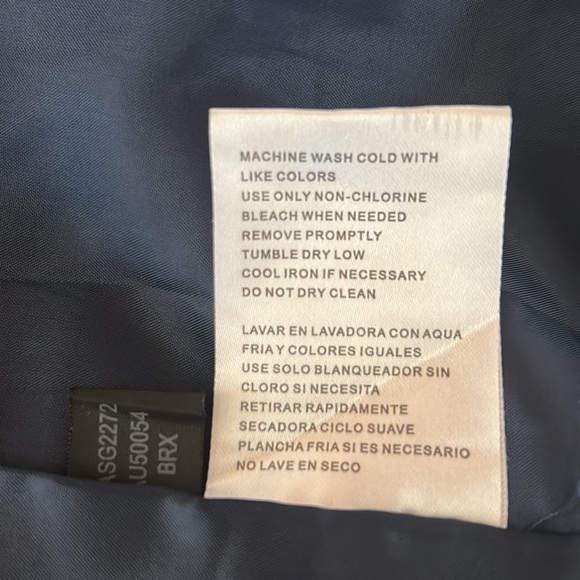 MACHINE WASH COLD WITH
LIKE COLORS
USE ONLY NON-CHLORINE
BLEACH WHEN NEEDED
REMOVE PROMPTLY
TUMBLE DRY LOW
COOL IRON IF NECESSARY
DO NOT DRY CLEAN
LAVAR EN LAVADORA CON AQUA
FRIA Y COLORES IGUALES
USE SOLO BLANQUEADOR SIN
CLORO SI NECESITA
RETIRAR RAPIDAMENTE
SECADORA CICLO SUAVE
PLANCHA FRIA SI ES NECESARIO
NO LAVE EN SECO
ASG2272
AU50054
BRX